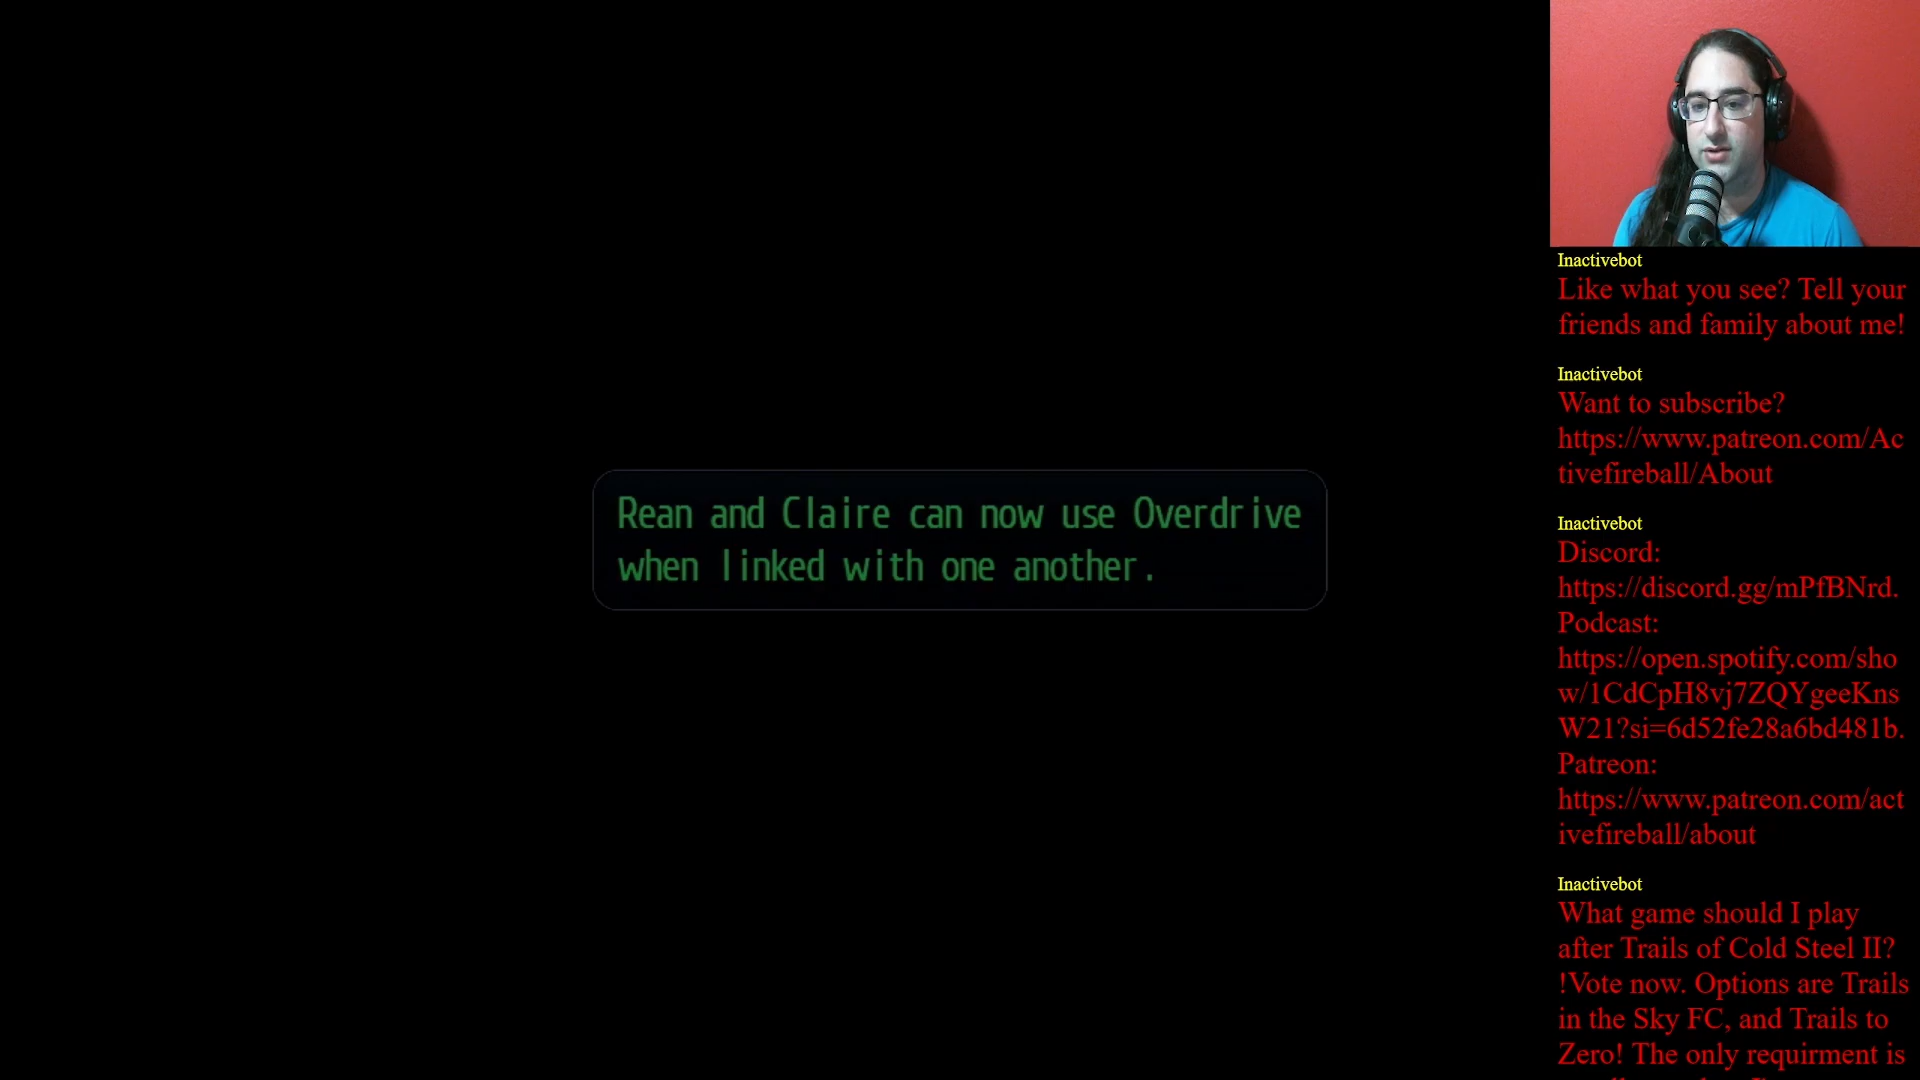 Rean and Claire can now use Overdrive
when linked with one another.
Inactivebot
Like what you see? Tell your
friends and family about me!
Inactivebot
Want to subscribe?
https://www.patreon.com/Ac
tivefireball/About
Inactivebot
Discord:
https://discord.gg/mPfBNrd.
Podcast:
https://open.spotify.com/sho
w/1CdCpH8vj7ZQYgeeKns
W21?si=6d52fe28a6bd481b.
Patreon:
https://www.patreon.com/act
ivefireball/about
Inactivebot
What game should I play
after Trails of Cold Steel II?
!Vote now. Options are Trails
in the Sky FC, and Trails to
Zero! The only requirment is